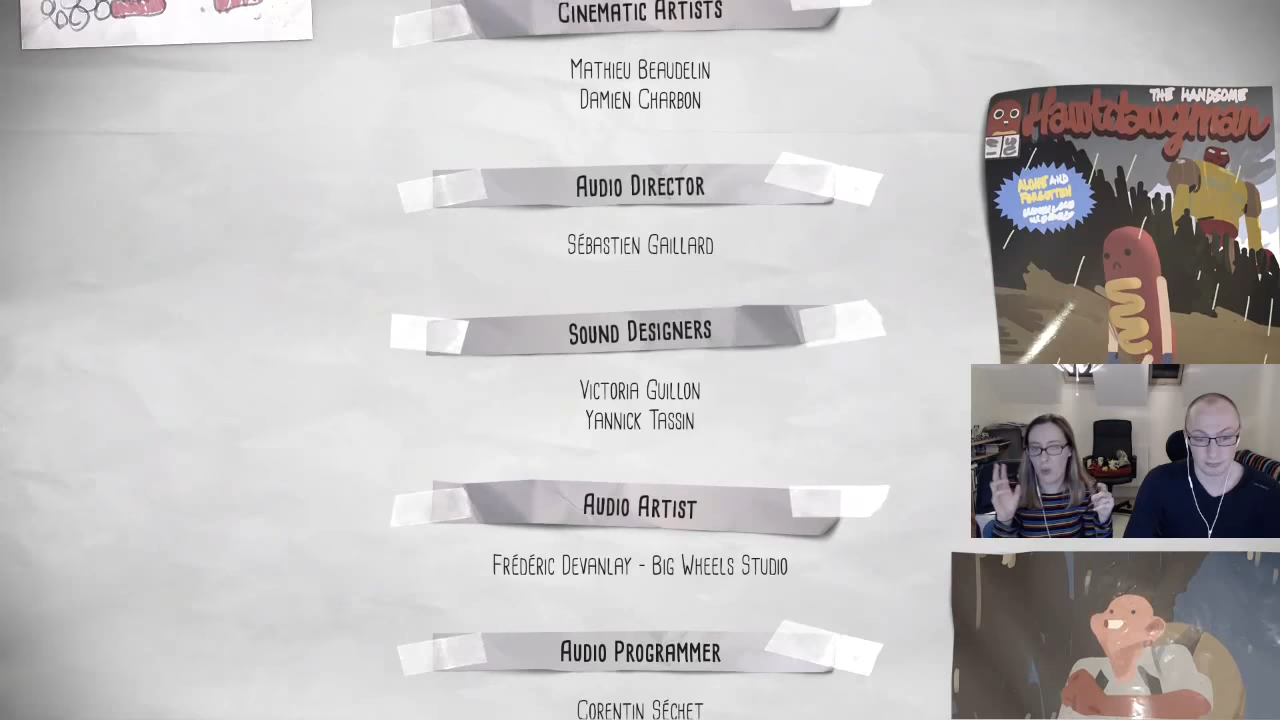 Cinematic Artists
Mathieu Beaudelin
Damien Charbon
Audio Director
Sébastien Gaillard
Sound Designers
Victoria Guillon
Yannick Tassin
Audio Artist
Frédéric Devanlay - Big Wheels Studio
Audio Programmer
Corentin Séchet
THE HANDSOME
Hawtdawgman
ALONE AND
FORGOTTEN